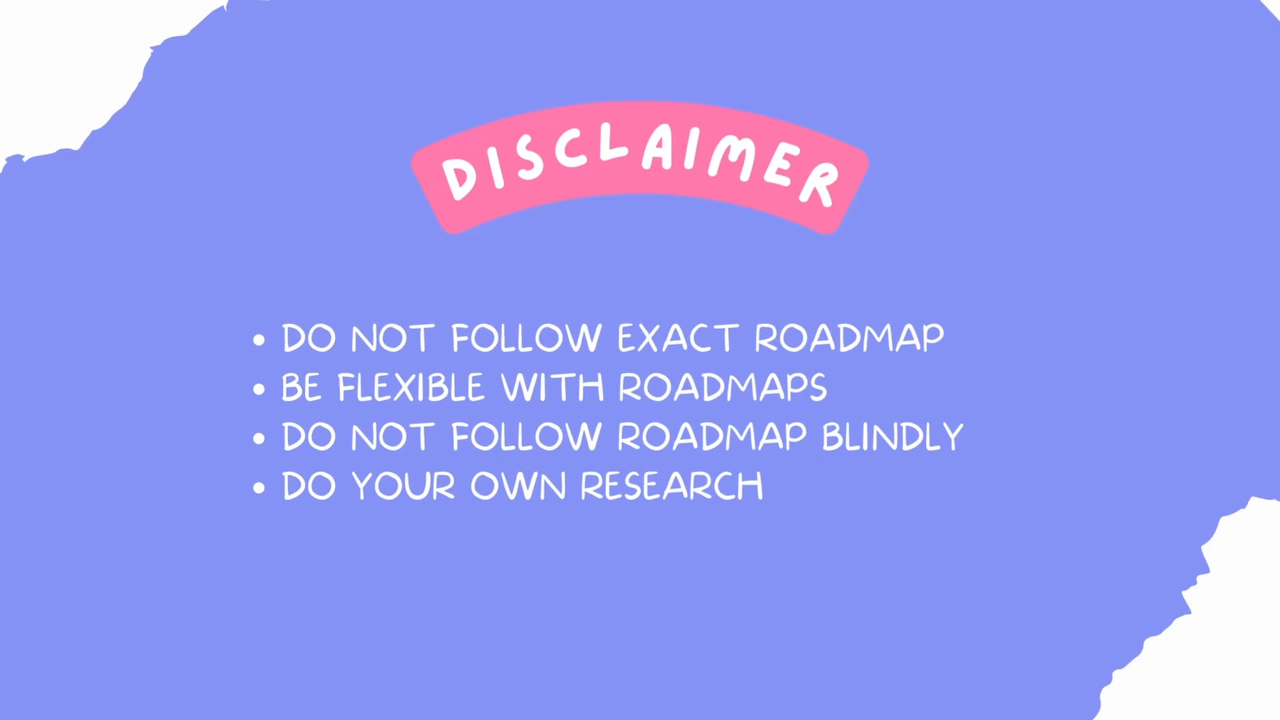 DISCLAIMER
• DO NOT FOLLOW EXACT ROADMAP
• BE FLEXIBLE WITH ROADMAPS
• DO NOT FOLLOW ROADMAP BLINDLY
• DO YOUR OWN RESEARCH